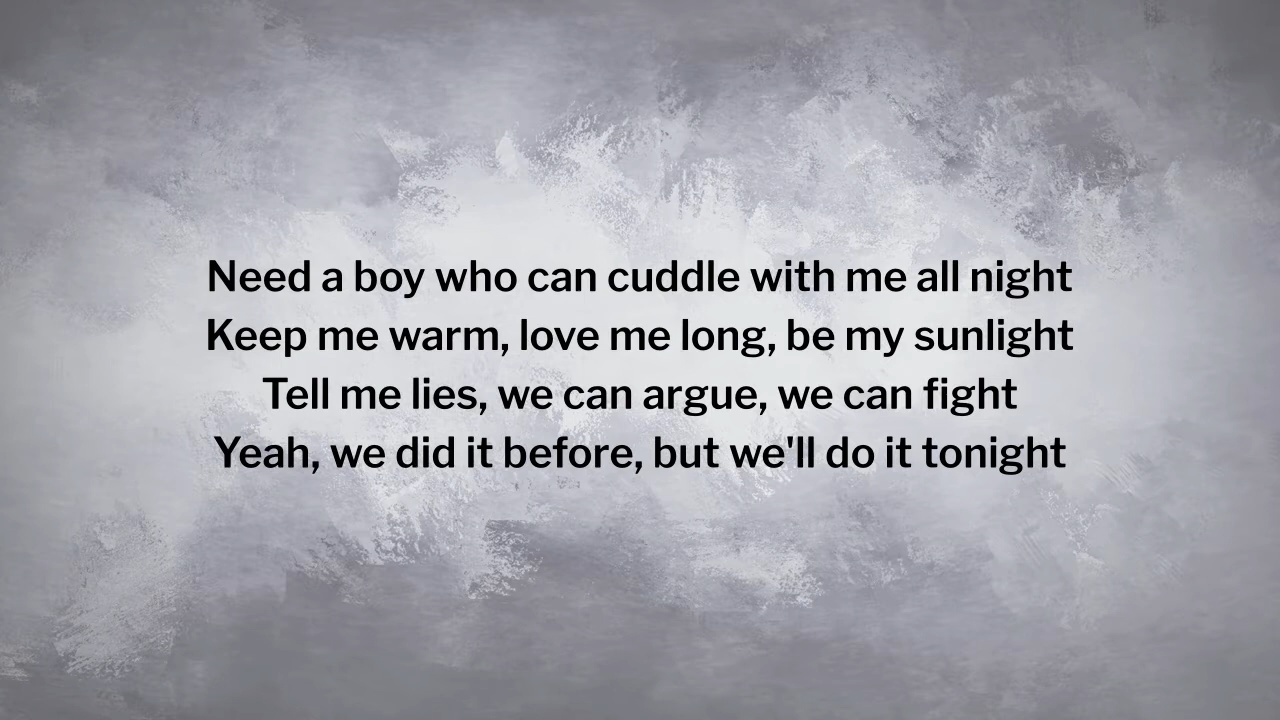 Need a boy who can cuddle with me all night
Keep me warm, love me long, be my sunlight
Tell me lies, we can argue, we can fight
Yeah, we did it before, but we'll do it tonight